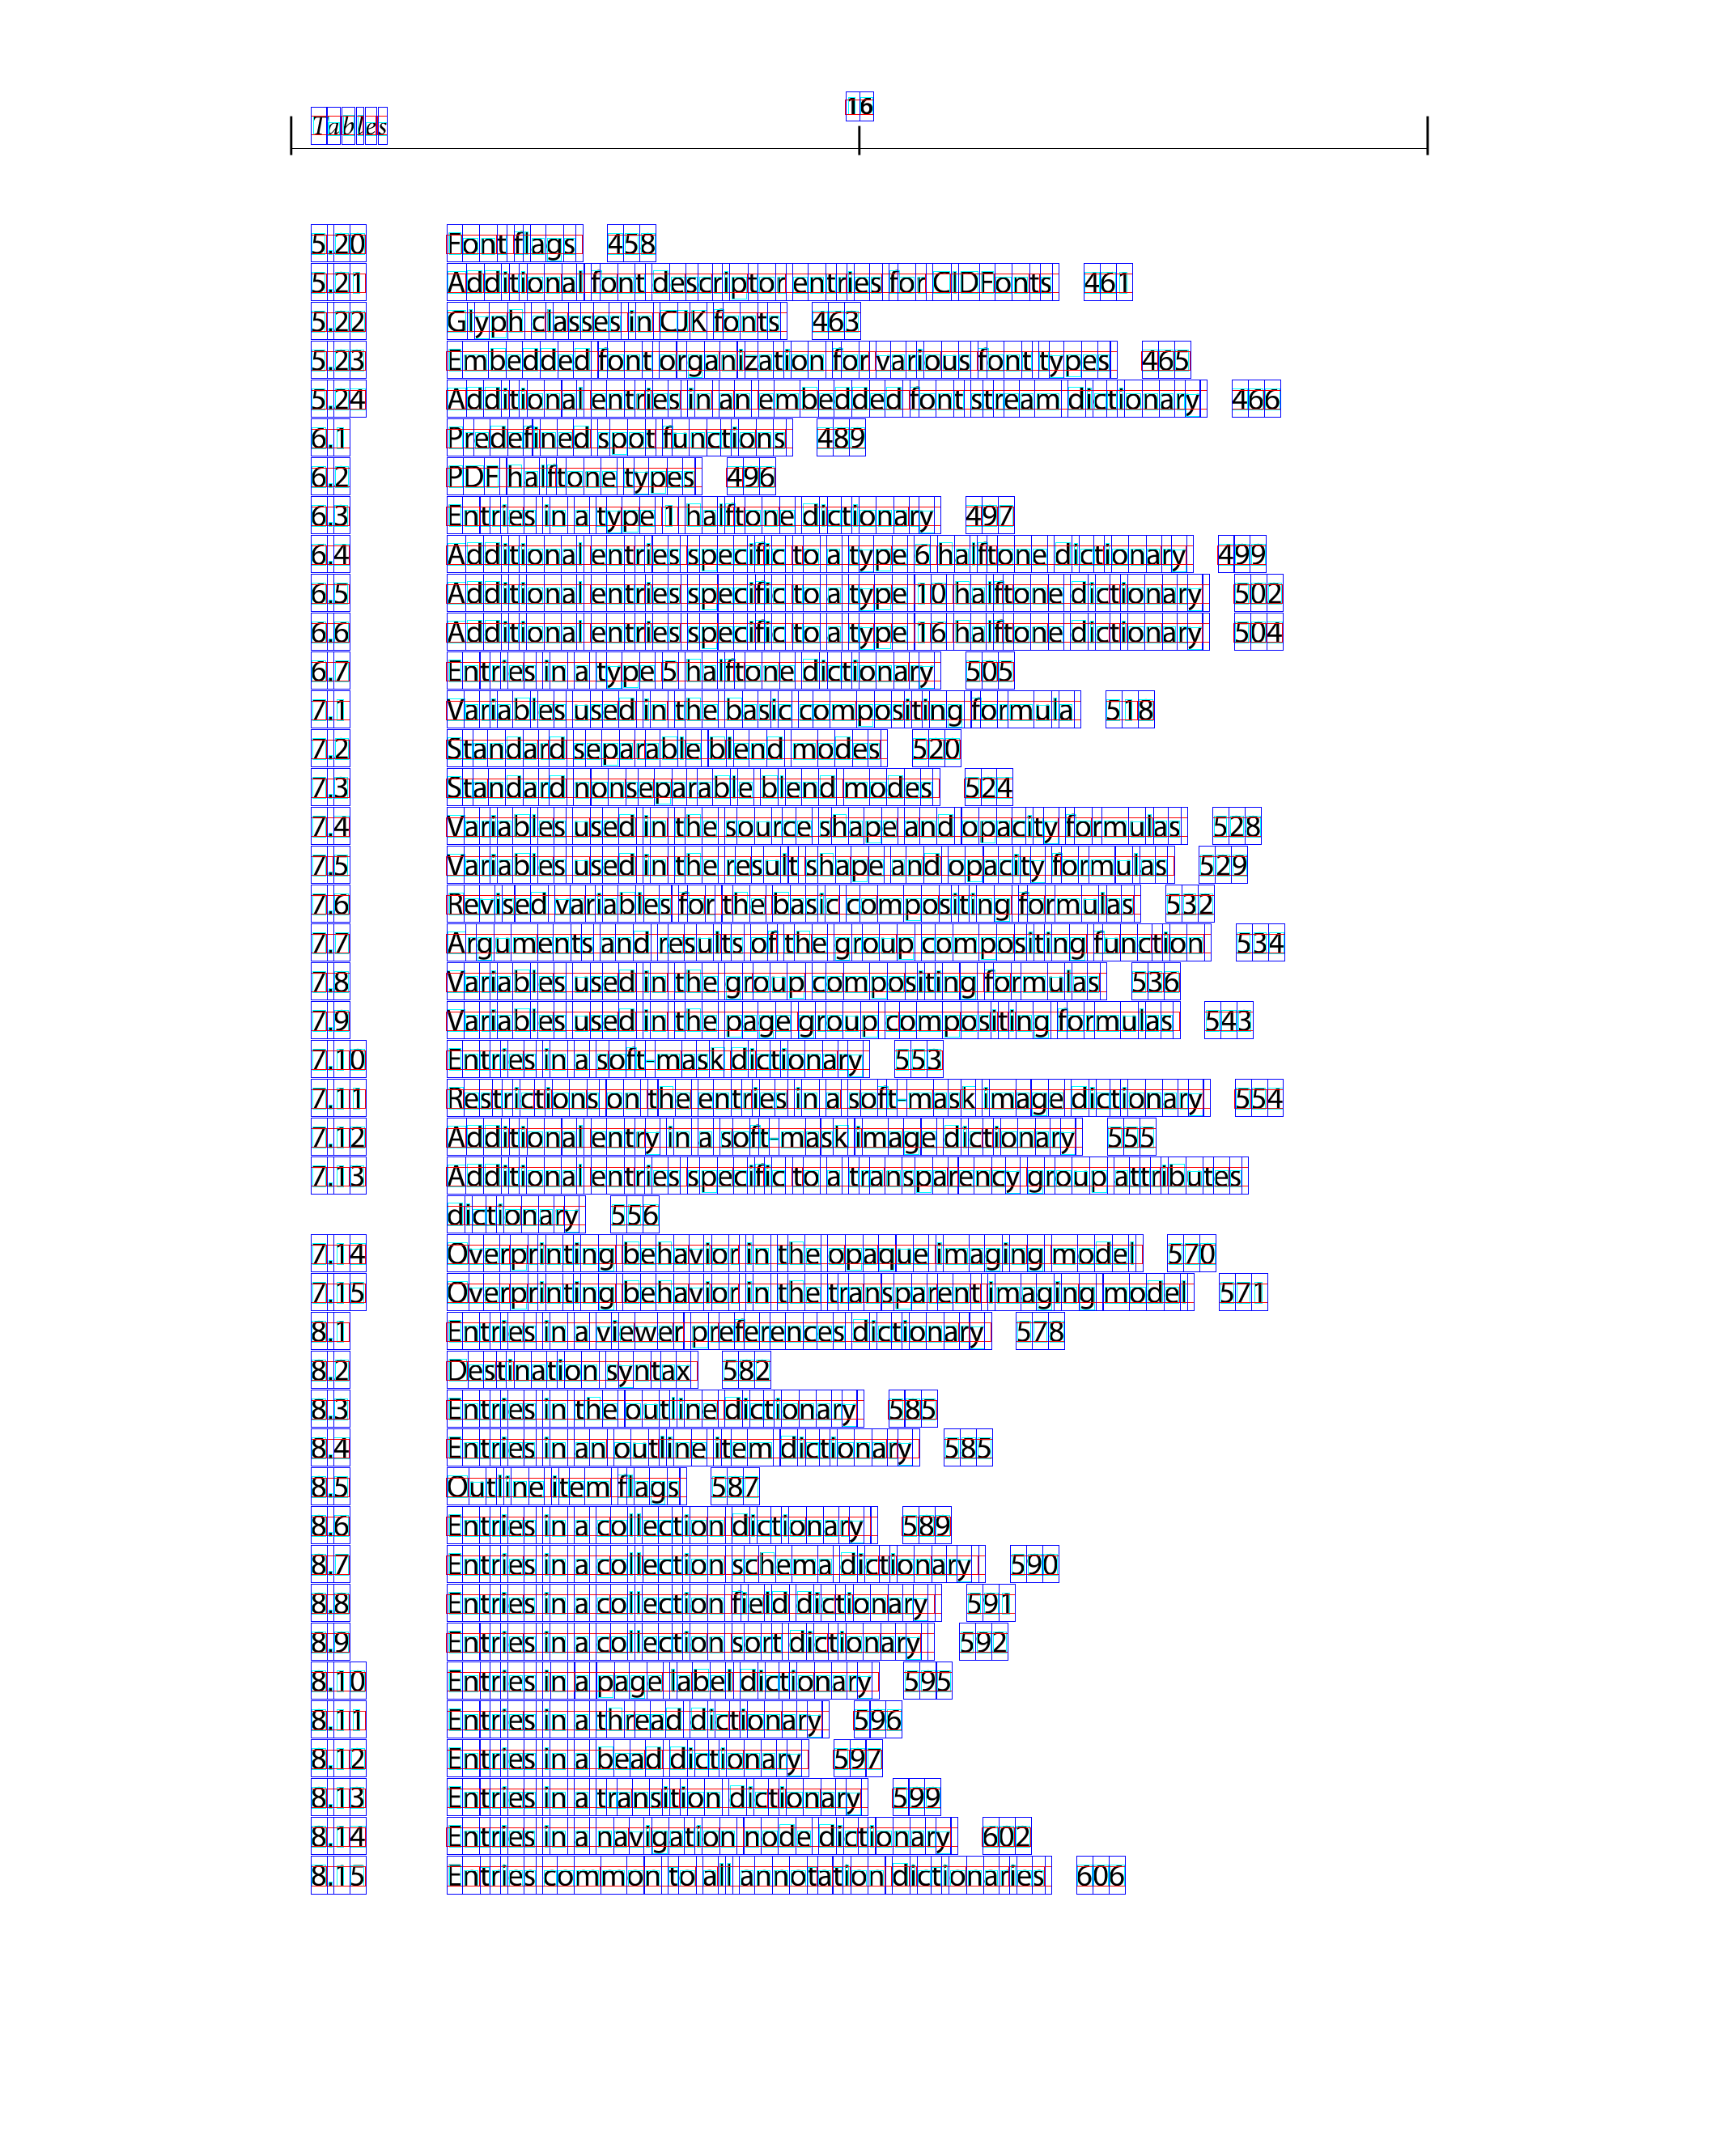 16
Tables
5.20 Font flags 458
5.21 Additional font descriptor entries for CIDFonts 461
5.22 Glyph classes in CJK fonts 463
5.23 Embedded font organization for various font types 465
5.24 Additional entries in an embedded font stream dictionary 466
6.1 Predefined spot functions 489
6.2 PDF halftone types 496
6.3 Entries in a type 1 halftone dictionary 497
6.4 Additional entries specific to a type 6 halftone dictionary 499
6.5 Additional entries specific to a type 10 halftone dictionary 502
6.6 Additional entries specific to a type 16 halftone dictionary 504
6.7 Entries in a type 5 halftone dictionary 505
7.1 Variables used in the basic compositing formula 518
7.2 Standard separable blend modes 520
7.3 Standard nonseparable blend modes 524
7.4 Variables used in the source shape and opacity formulas 528
7.5 Variables used in the result shape and opacity formulas 529
7.6 Revised variables for the basic compositing formulas 532
7.7 Arguments and results of the group compositing function 534
7.8 Variables used in the group compositing formulas 536
7.9 Variables used in the page group compositing formulas 543
7.10 Entries in a soft-mask dictionary 553
7.11 Restrictions on the entries in a soft-mask image dictionary 554
7.12 Additional entry in a soft-mask image dictionary 555
7.13 Additional entries specific to a transparency group attributes
dictionary 556
7.14 Overprinting behavior in the opaque imaging model 570
7.15 Overprinting behavior in the transparent imaging model 571
8.1 Entries in a viewer preferences dictionary 578
8.2 Destination syntax 582
8.3 Entries in the outline dictionary 585
8.4 Entries in an outline item dictionary 585
8.5 Outline item flags 587
8.6 Entries in a collection dictionary 589
8.7 Entries in a collection schema dictionary 590
8.8 Entries in a collection field dictionary 591
8.9 Entries in a collection sort dictionary 592
8.10 Entries in a page label dictionary 595
8.11 Entries in a thread dictionary 596
8.12 Entries in a bead dictionary 597
8.13 Entries in a transition dictionary 599
8.14 Entries in a navigation node dictionary 602
8.15 Entries common to all annotation dictionaries 606